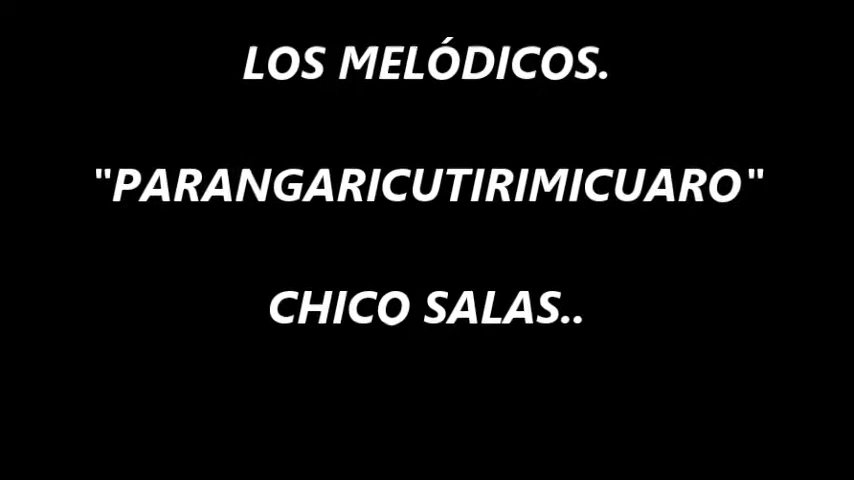 LOS MELÓDICOS.
"PARANGARICUTIRIMICUARO"
CHICO SALAS..